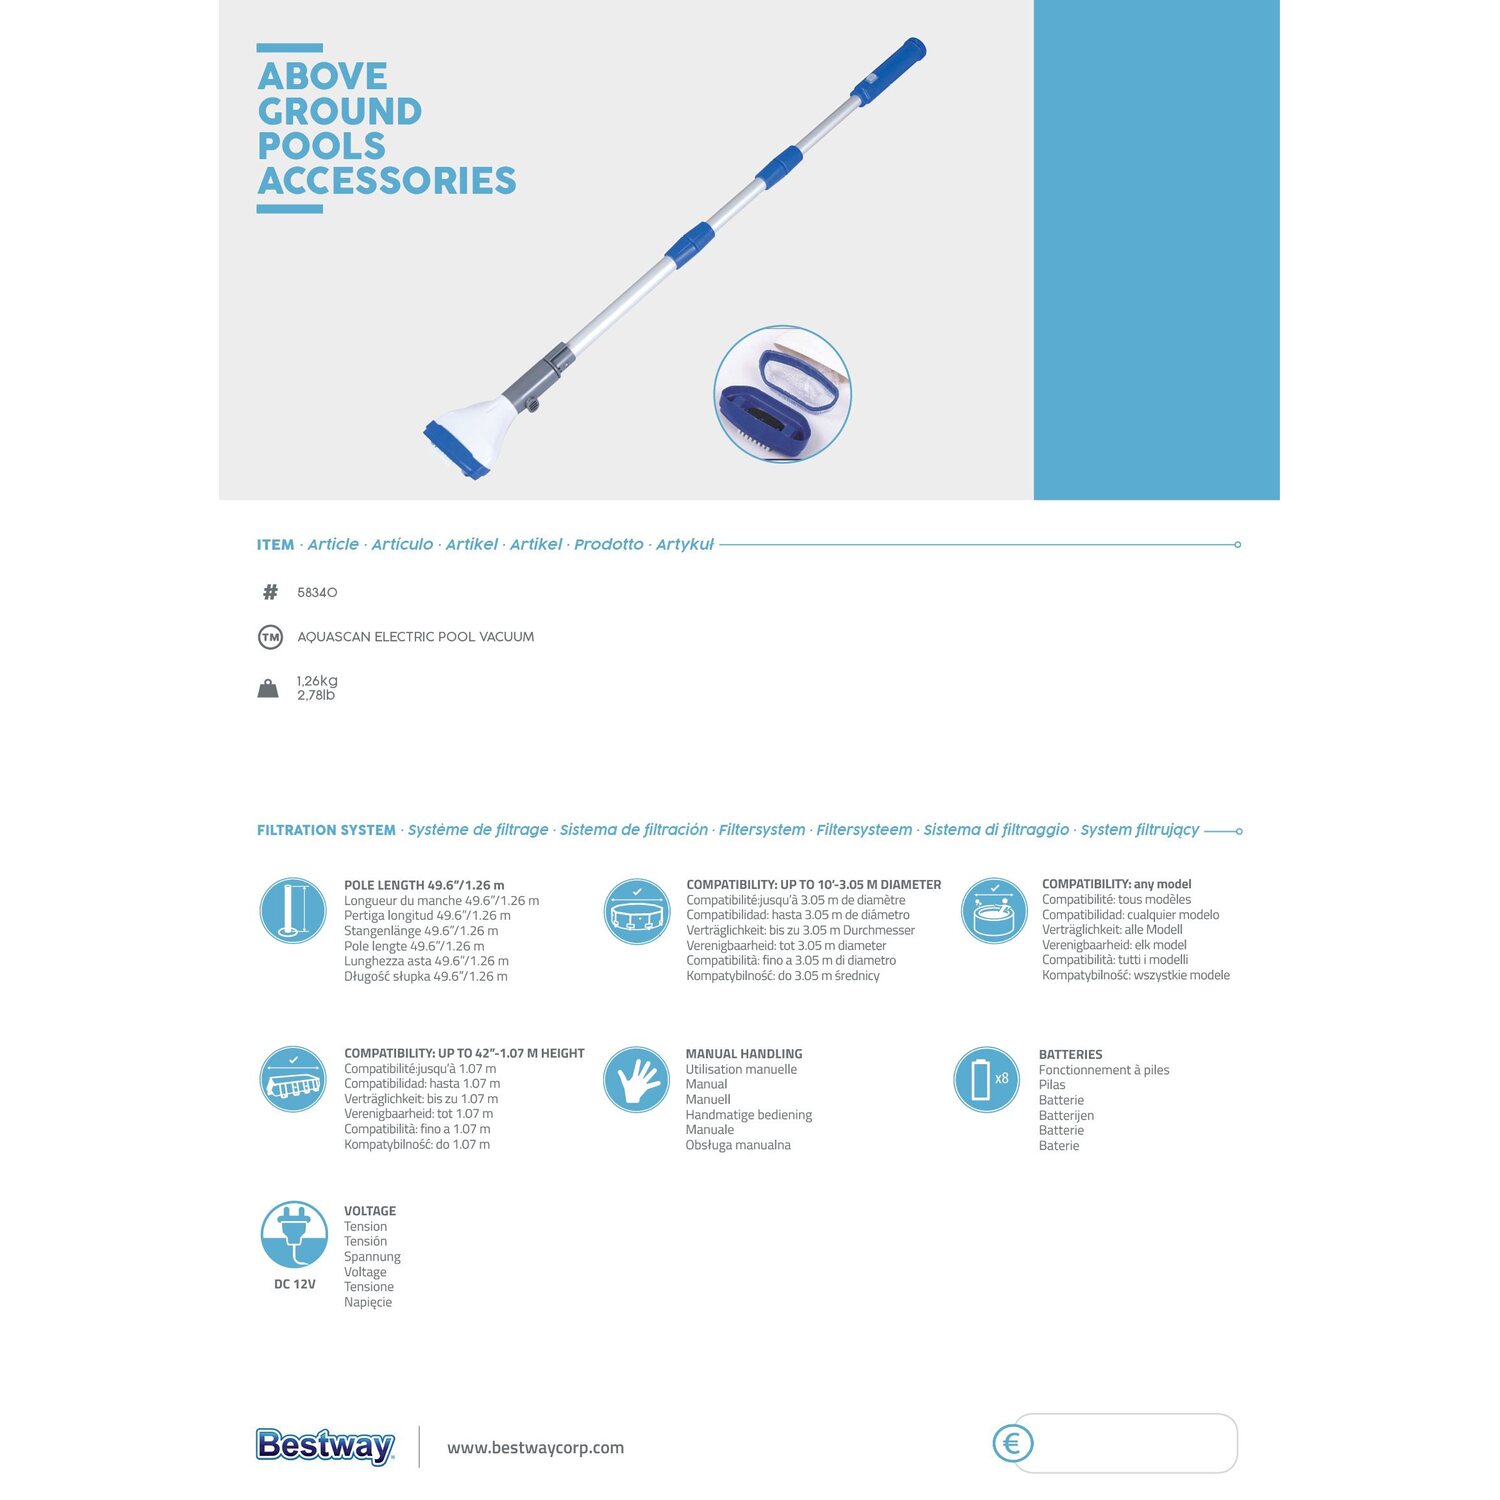 ABOVE
GROUND
POOLS
ACCESSORIES
ITEM · Article · Artículo · Artikel · Artikel · Prodotto · Artykuł
# 58340
TM AQUASCAN ELECTRIC POOL VACUUM
1,26kg
2,78lb
FILTRATION SYSTEM · Système de filtrage · Sistema de filtración · Filtersystem · Filtersysteem · Sistema di filtraggio · System filtrujący
POLE LENGTH 49.6”/1.26 m
Longueur du manche 49.6”/1.26 m
Pertiga longitud 49.6”/1.26 m
Stangenlänge 49.6”/1.26 m
Pole lengte 49.6”/1.26 m
Lunghezza asta 49.6”/1.26 m
Długość słupka 49.6”/1.26 m
COMPATIBILITY: UP TO 10’-3.05 M DIAMETER
Compatibilité:jusqu’à 3.05 m de diamètre
Compatibilidad: hasta 3.05 m de diámetro
Verträglichkeit: bis zu 3.05 m Durchmesser
Verenigbaarheid: tot 3.05 m diameter
Compatibilità: fino a 3.05 m di diametro
Kompatybilność: do 3.05 m średnicy
COMPATIBILITY: any model
Compatibilité: tous modèles
Compatibilidad: cualquier modelo
Verträglichkeit: alle Modell
Verenigbaarheid: elk model
Compatibilità: tutti i modelli
Kompatybilność: wszystkie modele
COMPATIBILITY: UP TO 42”-1.07 M HEIGHT
Compatibilité:jusqu’à 1.07 m
Compatibilidad: hasta 1.07 m
Verträglichkeit: bis zu 1.07 m
Verenigbaarheid: tot 1.07 m
Compatibilità: fino a 1.07 m
Kompatybilność: do 1.07 m
MANUAL HANDLING
Utilisation manuelle
Manual
Manuell
Handmatige bediening
Manuale
Obsługa manualna
x8
BATTERIES
Fonctionnement à piles
Pilas
Batterie
Batterijen
Batterie
Baterie
DC 12V
VOLTAGE
Tension
Tensión
Spannung
Voltage
Tensione
Napięcie
Bestway
www.bestwaycorp.com
€